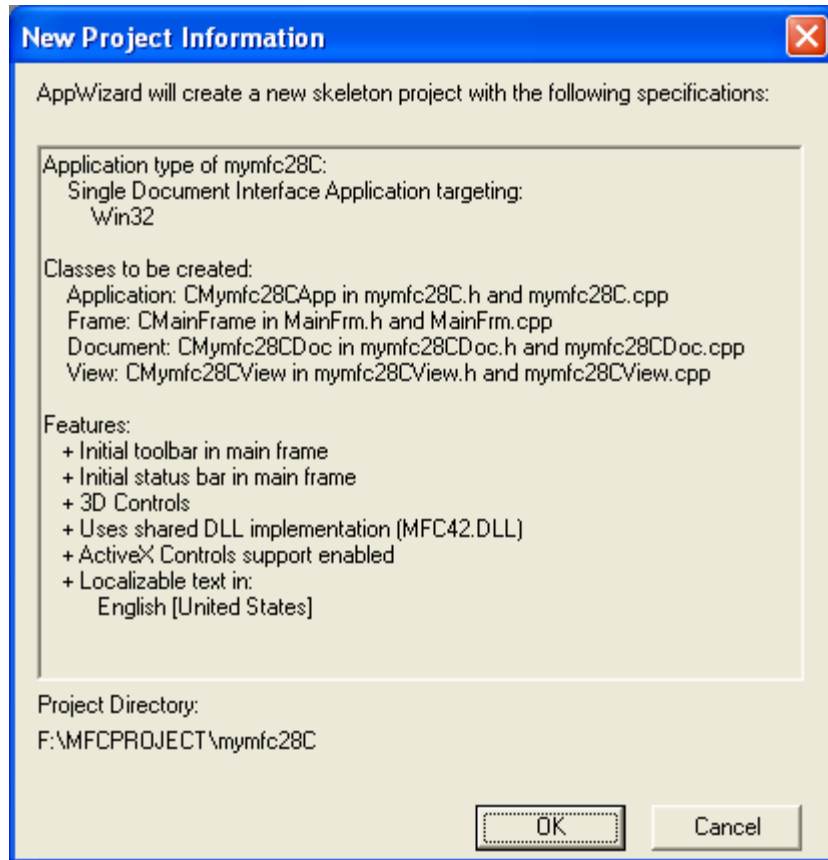 New Project Information
AppWizard will create a new skeleton project with the following specifications:
Application type of mymfc28C:
Single Document Interface Application targeting:
Win32
Classes to be created:
Application: CMymfc28CApp in mymfc28C.h and mymfc28C.cpp
Frame: CMainFrame in MainFrm.h and MainFrm.cpp
Document: CMymfc28CDoc in mymfc28CDoc.h and mymfc28CDoc.cpp
View: CMymfc28CView in mymfc28CView.h and mymfc28CView.cpp
Features:
+ Initial toolbar in main frame
+ Initial status bar in main frame
+ 3D Controls
+ Uses shared DLL implementation (MFC42.DLL)
+ ActiveX Controls support enabled
+ Localizable text in:
English [United States]
Project Directory:
F:\MFCPROJECT\mymfc28C
OK Cancel